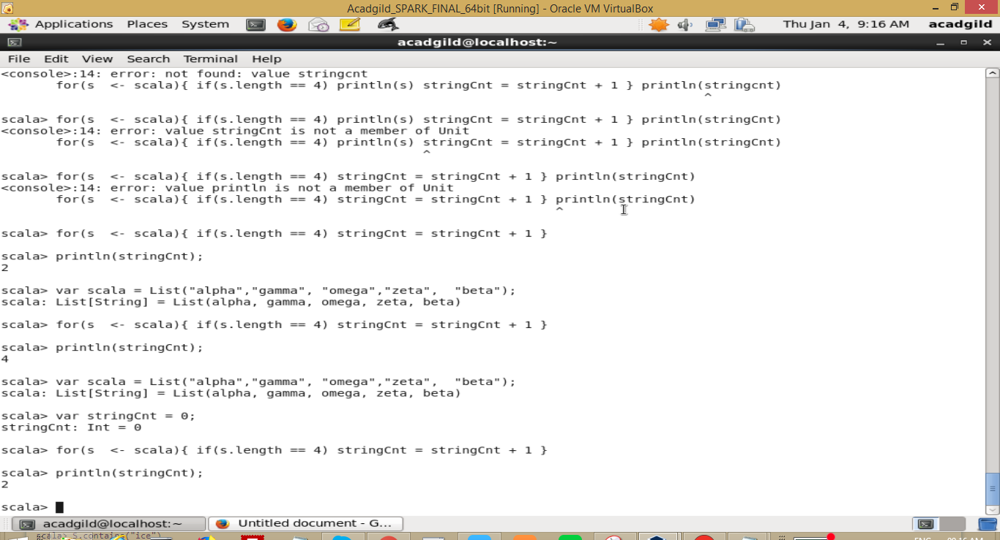 Acadgild_SPARK_FINAL_64bit [Running] - Oracle VM VirtualBox
Applications Places System Thu Jan 4, 9:16 AM acadgild
acadgild@localhost:~
File Edit View Search Terminal Help
<console>:14: error: not found: value stringcnt
for(s  <- scala){ if(s.length == 4) println(s) stringCnt = stringCnt + 1 } println(stringcnt)
^
scala> for(s  <- scala){ if(s.length == 4) println(s) stringCnt = stringCnt + 1 } println(stringCnt)
<console>:14: error: value stringCnt is not a member of Unit
for(s  <- scala){ if(s.length == 4) println(s) stringCnt = stringCnt + 1 } println(stringCnt)
^
scala> for(s  <- scala){ if(s.length == 4) stringCnt = stringCnt + 1 } println(stringCnt)
<console>:14: error: value println is not a member of Unit
for(s  <- scala){ if(s.length == 4) stringCnt = stringCnt + 1 } println(stringCnt)
^
scala> for(s  <- scala){ if(s.length == 4) stringCnt = stringCnt + 1 }
scala> println(stringCnt);
2
scala> var scala = List("alpha","gamma", "omega","zeta",  "beta");
scala: List[String] = List(alpha, gamma, omega, zeta, beta)
scala> for(s  <- scala){ if(s.length == 4) stringCnt = stringCnt + 1 }
scala> println(stringCnt);
4
scala> var scala = List("alpha","gamma", "omega","zeta",  "beta");
scala: List[String] = List(alpha, gamma, omega, zeta, beta)
scala> var stringCnt = 0;
stringCnt: Int = 0
scala> for(s  <- scala){ if(s.length == 4) stringCnt = stringCnt + 1 }
scala> println(stringCnt);
2
scala>
acadgild@localhost:~ Untitled document - G...
scala> S.contains("ice")
ENG 09:16 AM